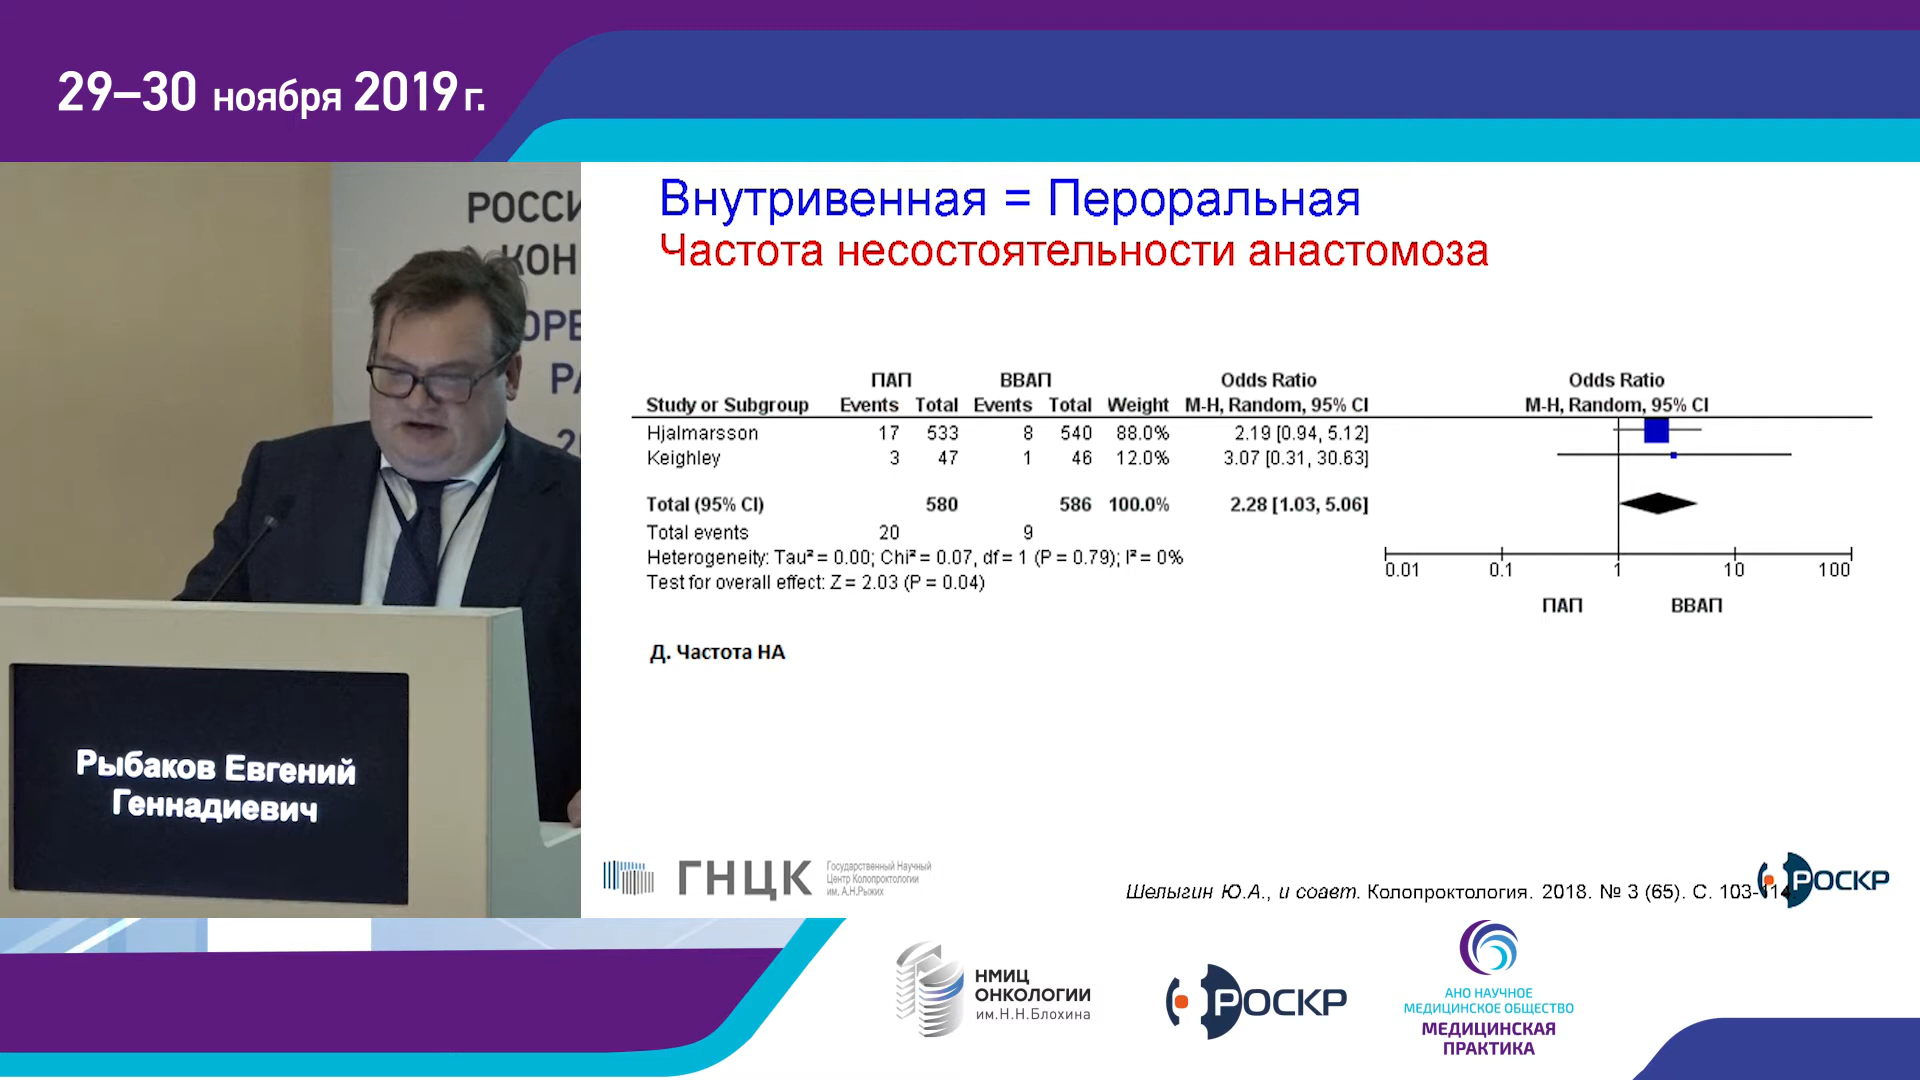 29–30 ноября 2019 г.
РОССИ
КОН
ОРЕ
РА
2
Рыбаков Евгений
Геннадиевич
Внутривенная = Пероральная
Частота несостоятельности анастомоза
ПАП ВВАП Odds Ratio Odds Ratio
Study or Subgroup Events Total Events Total Weight M-H, Random, 95% CI M-H, Random, 95% CI
Hjalmarsson 17 533 8 540 88.0% 2.19 [0.94, 5.12]
Keighley 3 47 1 46 12.0% 3.07 [0.31, 30.63]
Total (95% CI) 580 586 100.0% 2.28 [1.03, 5.06]
Total events 20 9
Heterogeneity: Tau² = 0.00; Chi² = 0.07, df = 1 (P = 0.79); I² = 0%
Test for overall effect: Z = 2.03 (P = 0.04)
0.01 0.1 1 10 100
ПАП ВВАП
Д. Частота НА
ГНЦК
Государственный Научный
Центр Колопроктологии
им. А.Н.Рыжих
Шелыгин Ю.А., и соавт. Колопроктология. 2018. № 3 (65). С. 103-114
РОСКР
НМИЦ
ОНКОЛОГИИ
им.Н.Н.Блохина
РОСКР
АНО НАУЧНОЕ
МЕДИЦИНСКОЕ ОБЩЕСТВО
МЕДИЦИНСКАЯ
ПРАКТИКА